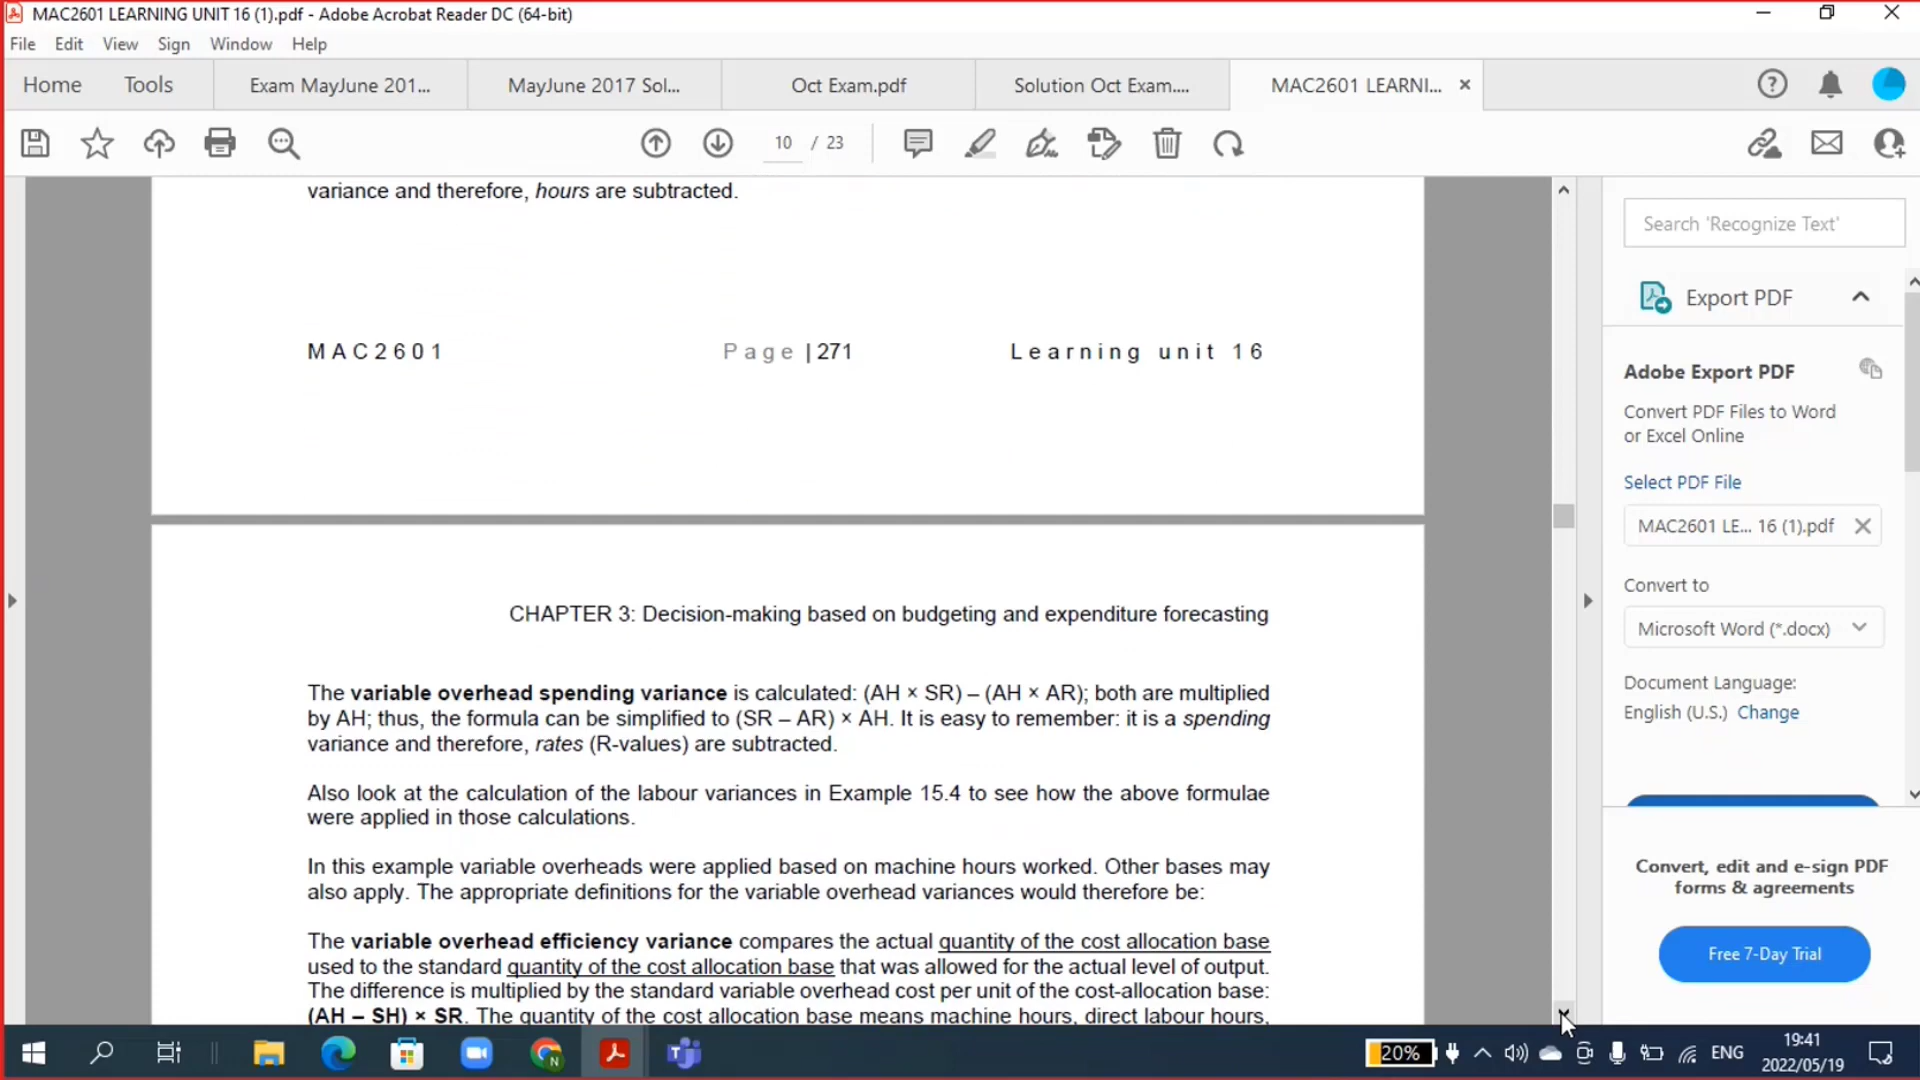 MAC2601 LEARNING UNIT 16 (1).pdf - Adobe Acrobat Reader DC (64-bit)
File Edit View Sign Window Help
Home Tools Exam MayJune 201... MayJune 2017 Sol... Oct Exam.pdf Solution Oct Exam.... MAC2601 LEARNI...
10 / 23
variance and therefore, hours are subtracted.
MAC2601 Page |271 Learning unit 16
CHAPTER 3: Decision-making based on budgeting and expenditure forecasting
The variable overhead spending variance is calculated: (AH × SR) – (AH × AR); both are multiplied
by AH; thus, the formula can be simplified to (SR – AR) × AH. It is easy to remember: it is a spending
variance and therefore, rates (R-values) are subtracted.
Also look at the calculation of the labour variances in Example 15.4 to see how the above formulae
were applied in those calculations.
In this example variable overheads were applied based on machine hours worked. Other bases may
also apply. The appropriate definitions for the variable overhead variances would therefore be:
The variable overhead efficiency variance compares the actual quantity of the cost allocation base
used to the standard quantity of the cost allocation base that was allowed for the actual level of output.
The difference is multiplied by the standard variable overhead cost per unit of the cost-allocation base:
(AH – SH) × SR. The quantity of the cost allocation base means machine hours, direct labour hours,
Search 'Recognize Text'
Export PDF
Adobe Export PDF
Convert PDF Files to Word
or Excel Online
Select PDF File
MAC2601 LE... 16 (1).pdf
Convert to
Microsoft Word (*.docx)
Document Language:
English (U.S.) Change
Convert, edit and e-sign PDF
forms & agreements
Free 7-Day Trial
20% ENG 19:41
2022/05/19